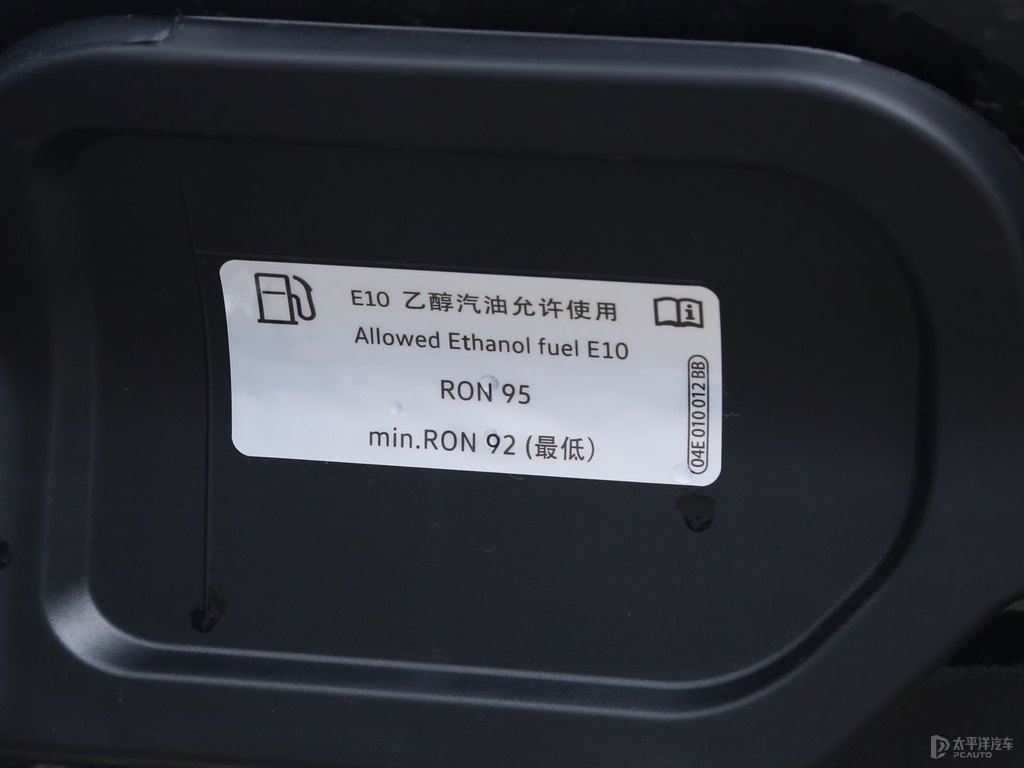 E10 乙醇汽油允许使用
Allowed Ethanol fuel E10
RON 95
min.RON 92 (最低)
04E 010 012 BB
太平洋汽车
PCAUTO